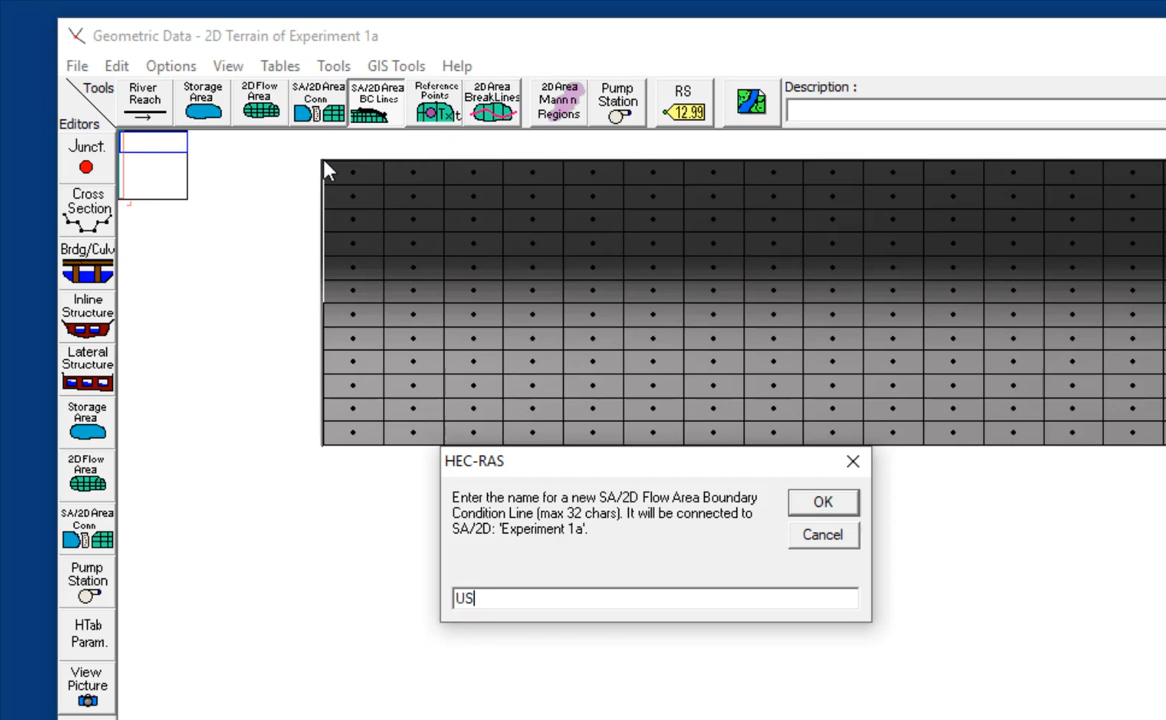 Geometric Data - 2D Terrain of Experiment 1a
File Edit Options View Tables Tools GIS Tools Help
Tools
Editors
River
Reach
Storage
Area
2D Flow
Area
SA/2D Area
Conn
SA/2D Area
BC Lines
Reference
Points
2D Area
BreakLines
2D Area
Mann n
Regions
Pump
Station
RS
12.99
Description :
Junct.
Cross
Section
Brdg/Culv
Inline
Structure
Lateral
Structure
Storage
Area
2D Flow
Area
SA/2D Area
Conn
Pump
Station
HTab
Param.
View
Picture
HEC-RAS
Enter the name for a new SA/2D Flow Area Boundary
Condition Line (max 32 chars). It will be connected to
SA/2D: 'Experiment 1a'.
OK
Cancel
US